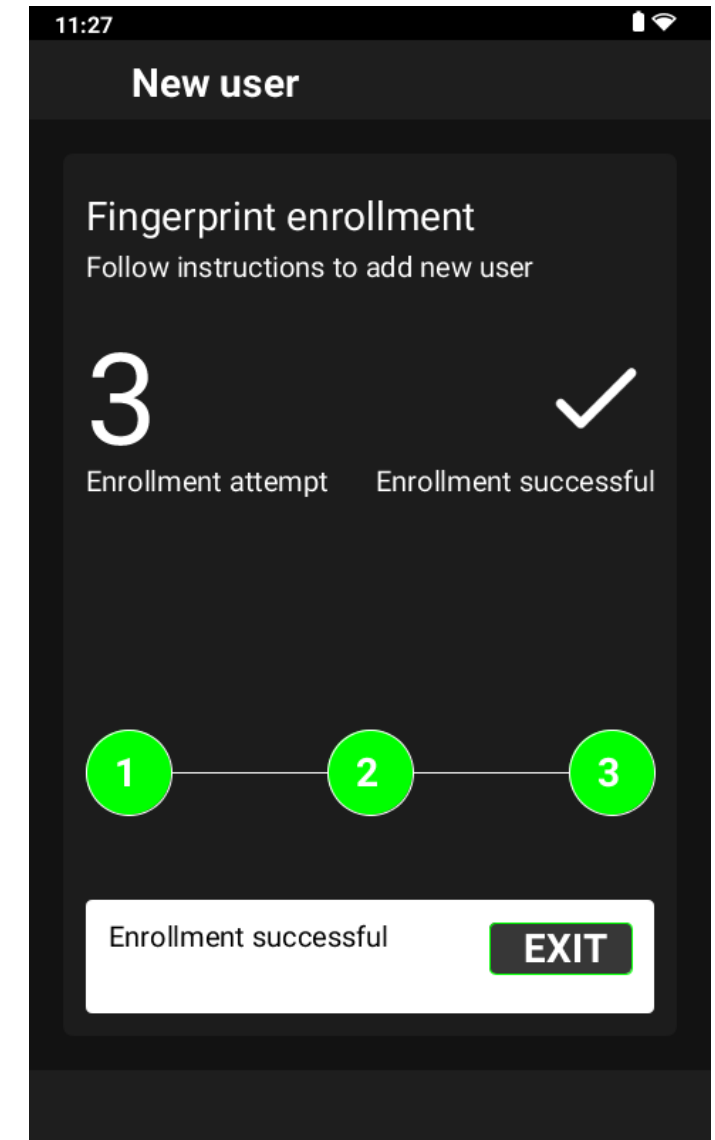 11:27
New user
Fingerprint enrollment
Follow instructions to add new user
3
Enrollment attempt
Enrollment successful
1 2 3
Enrollment successful
EXIT